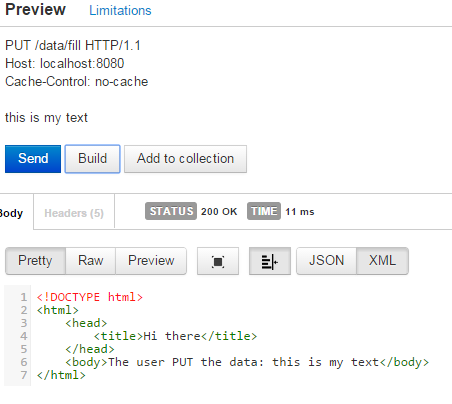 Preview Limitations
PUT /data/fill HTTP/1.1
Host: localhost:8080
Cache-Control: no-cache
this is my text
Send Build Add to collection
Body Headers (5) STATUS 200 OK TIME 11 ms
Pretty Raw Preview JSON XML
1 <!DOCTYPE html>
2 <html>
3 <head>
4 <title>Hi there</title>
5 </head>
6 <body>The user PUT the data: this is my text</body>
7 </html>